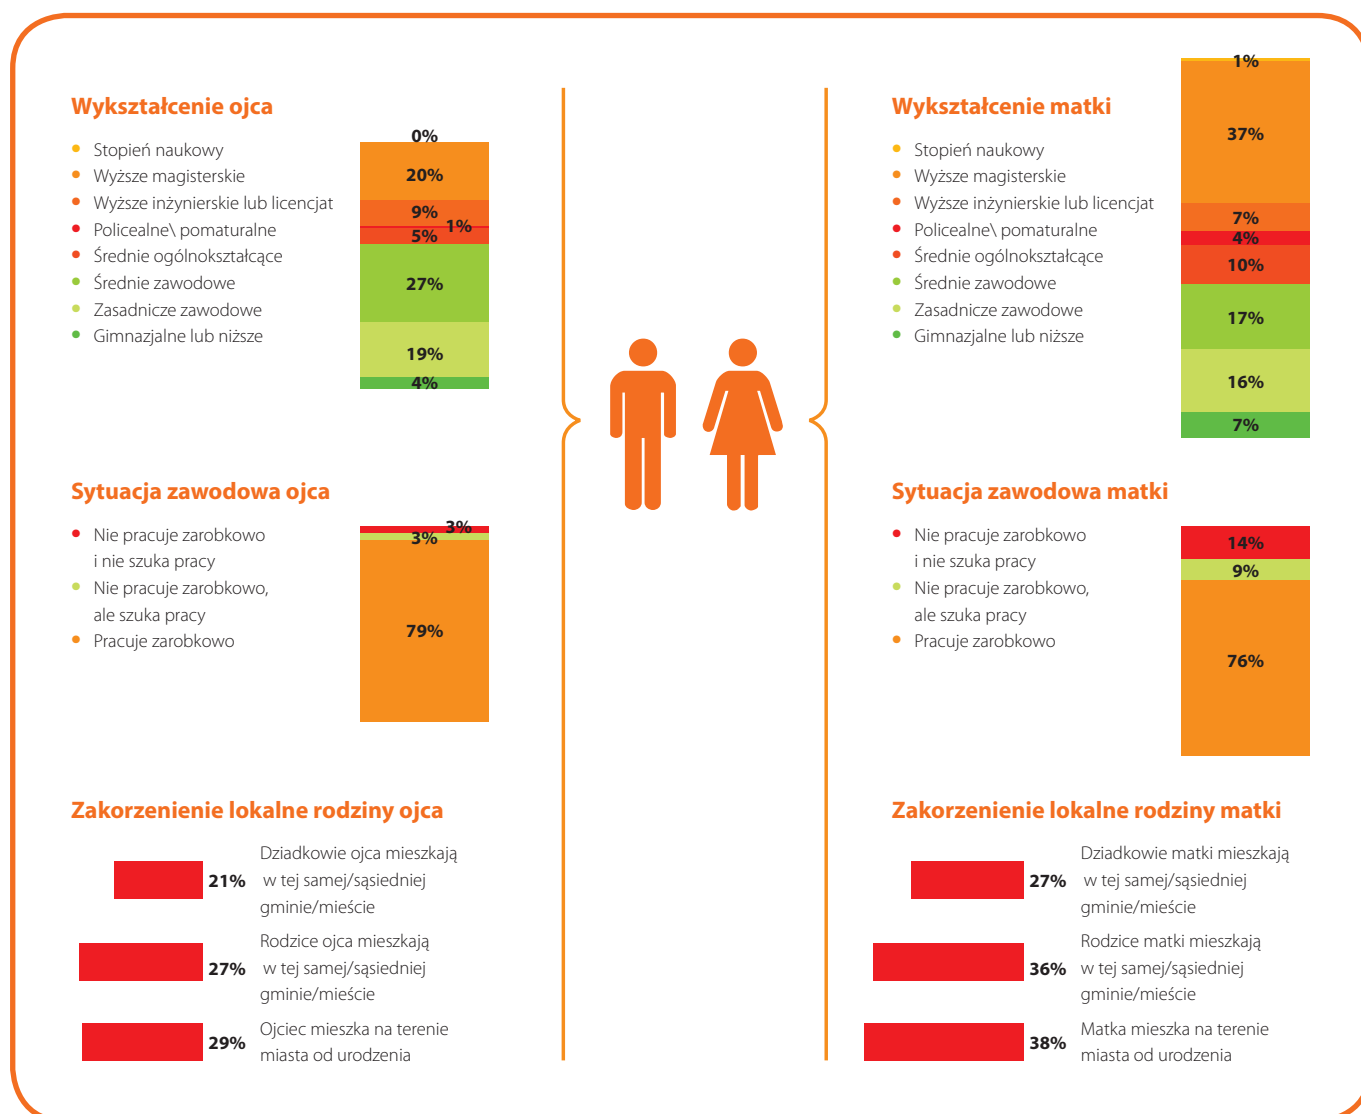 Wykształcenie ojca
Stopień naukowy
Wyższe magisterskie
Wyższe inżynierskie lub licencjat
Policealne\ pomaturalne
Średnie ogólnokształcące
Średnie zawodowe
Zasadnicze zawodowe
Gimnazjalne lub niższe
0%
20%
9%
1%
5%
27%
19%
4%
Sytuacja zawodowa ojca
Nie pracuje zarobkowo
i nie szuka pracy
Nie pracuje zarobkowo,
ale szuka pracy
Pracuje zarobkowo
3%
3%
79%
Zakorzenienie lokalne rodziny ojca
21%
Dziadkowie ojca mieszkają
w tej samej/sąsiedniej
gminie/mieście
27%
Rodzice ojca mieszkają
w tej samej/sąsiedniej
gminie/mieście
29%
Ojciec mieszka na terenie
miasta od urodzenia
Wykształcenie matki
Stopień naukowy
Wyższe magisterskie
Wyższe inżynierskie lub licencjat
Policealne\ pomaturalne
Średnie ogólnokształcące
Średnie zawodowe
Zasadnicze zawodowe
Gimnazjalne lub niższe
1%
37%
7%
4%
10%
17%
16%
7%
Sytuacja zawodowa matki
Nie pracuje zarobkowo
i nie szuka pracy
Nie pracuje zarobkowo,
ale szuka pracy
Pracuje zarobkowo
14%
9%
76%
Zakorzenienie lokalne rodziny matki
27%
Dziadkowie matki mieszkają
w tej samej/sąsiedniej
gminie/mieście
36%
Rodzice matki mieszkają
w tej samej/sąsiedniej
gminie/mieście
38%
Matka mieszka na terenie
miasta od urodzenia